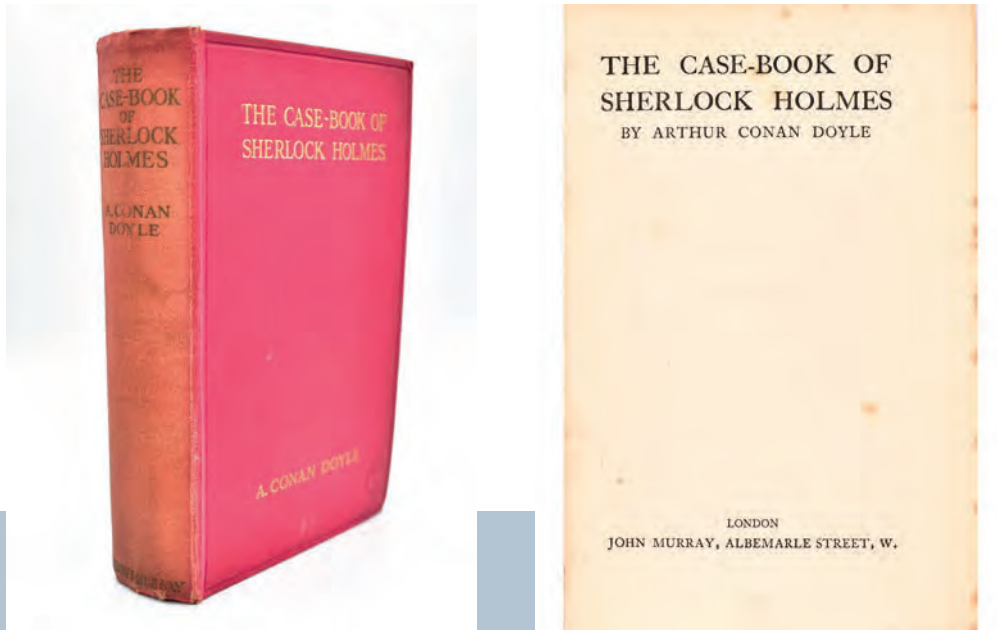 THE
CASE-BOOK
OF
SHERLOCK
HOLMES
A. CONAN
DOYLE
THE CASE-BOOK OF
SHERLOCK HOLMES
A. CONAN DOYLE
THE CASE-BOOK OF
SHERLOCK HOLMES
BY ARTHUR CONAN DOYLE
LONDON
JOHN MURRAY, ALBEMARLE STREET, W.